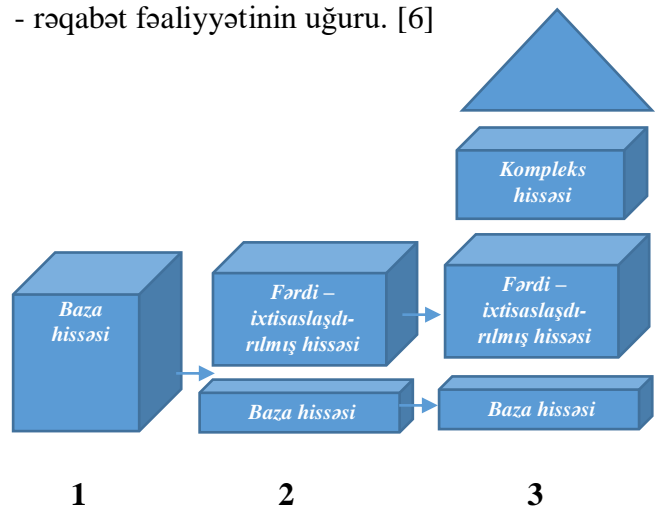 - rəqabət fəaliyyətinin uğuru. [6]
Kompleks
hissəsi
Baza
hissəsi
Fərdi –
ixtisaslaşdı-
rılmış hissəsi
Fərdi –
ixtisaslaşdı-
rılmış hissəsi
Baza hissəsi
Baza hissəsi
1 2 3